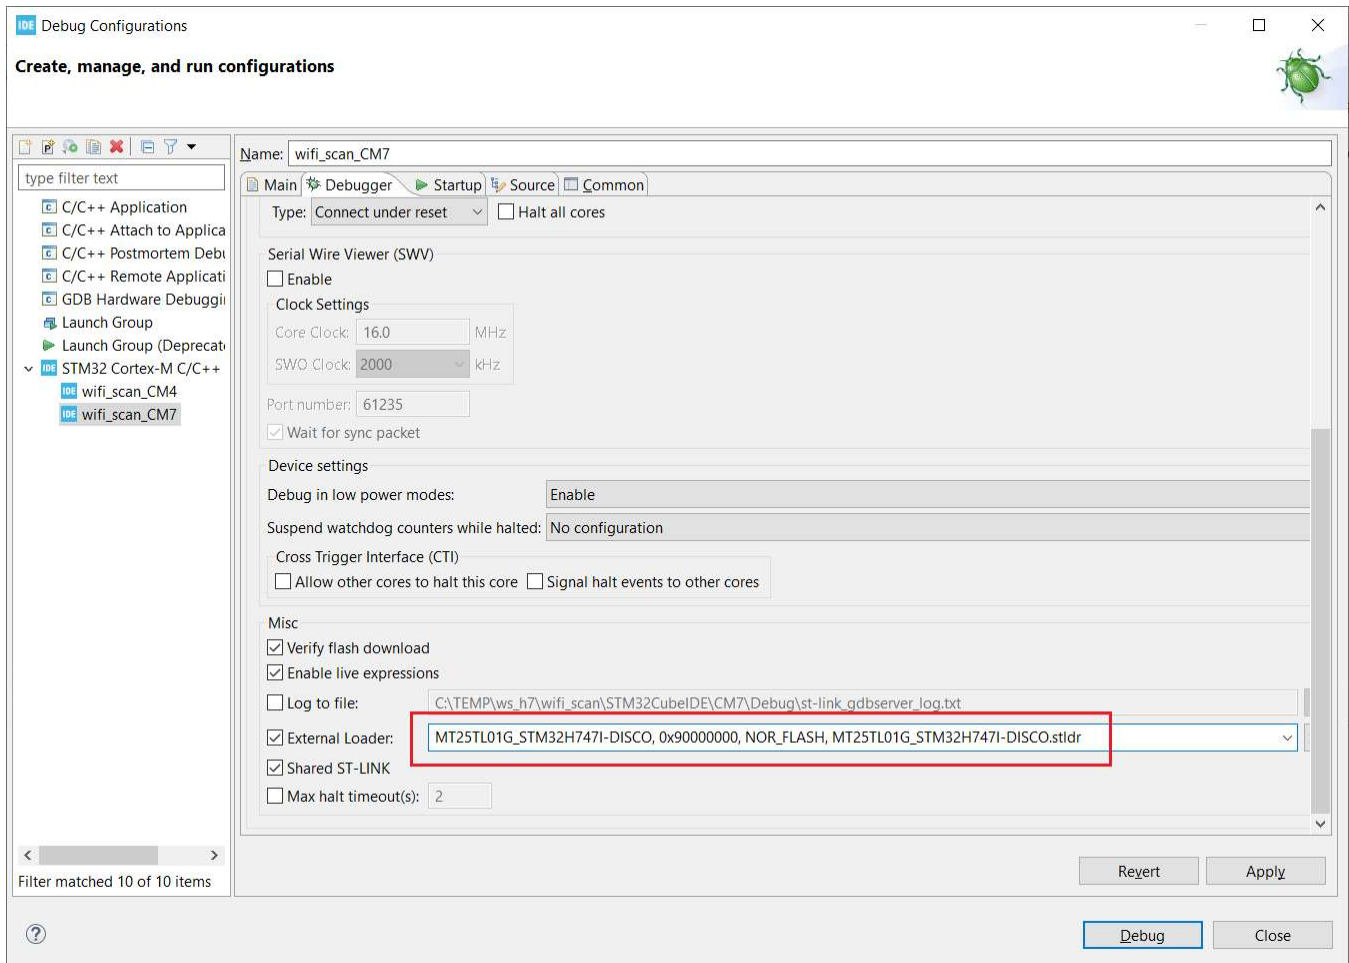 IDE Debug Configurations
Create, manage, and run configurations
Name: wifi_scan_CM7
type filter text
C/C++ Application
C/C++ Attach to Applica
C/C++ Postmortem Debu
C/C++ Remote Applicati
GDB Hardware Debuggi
Launch Group
Launch Group (Deprecate
IDE STM32 Cortex-M C/C++
IDE wifi_scan_CM4
IDE wifi_scan_CM7
Filter matched 10 of 10 items
Main Debugger Startup Source Common
Type: Connect under reset Halt all cores
Serial Wire Viewer (SWV)
Enable
Clock Settings
Core Clock: 16.0 MHz
SWO Clock: 2000 kHz
Port number: 61235
Wait for sync packet
Device settings
Debug in low power modes: Enable
Suspend watchdog counters while halted: No configuration
Cross Trigger Interface (CTI)
Allow other cores to halt this core Signal halt events to other cores
Misc
Verify flash download
Enable live expressions
Log to file: C:\TEMP\ws_h7\wifi_scan\STM32CubeIDE\CM7\Debug\st-link_gdbserver_log.txt
External Loader: MT25TL01G_STM32H747I-DISCO, 0x90000000, NOR_FLASH, MT25TL01G_STM32H747I-DISCO.stldr
Shared ST-LINK
Max halt timeout(s): 2
Revert Apply
? Debug Close